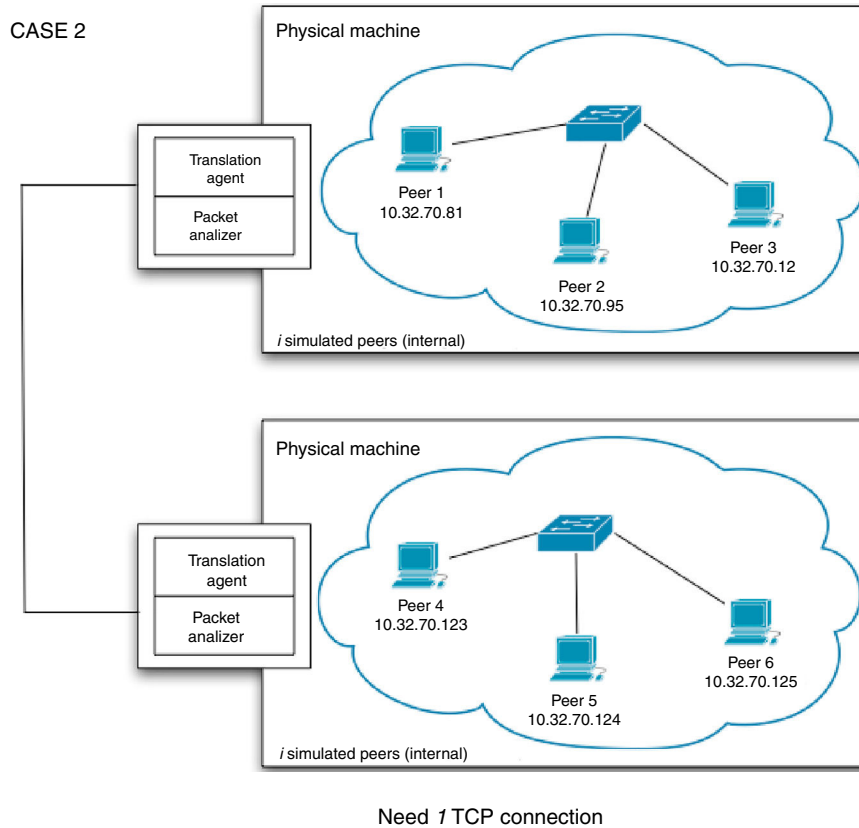 CASE 2
Physical machine
Translation
agent
Packet
analizer
Peer 1
10.32.70.81
Peer 2
10.32.70.95
Peer 3
10.32.70.12
i simulated peers (internal)
Physical machine
Translation
agent
Packet
analizer
Peer 4
10.32.70.123
Peer 5
10.32.70.124
Peer 6
10.32.70.125
i simulated peers (internal)
Need 1 TCP connection